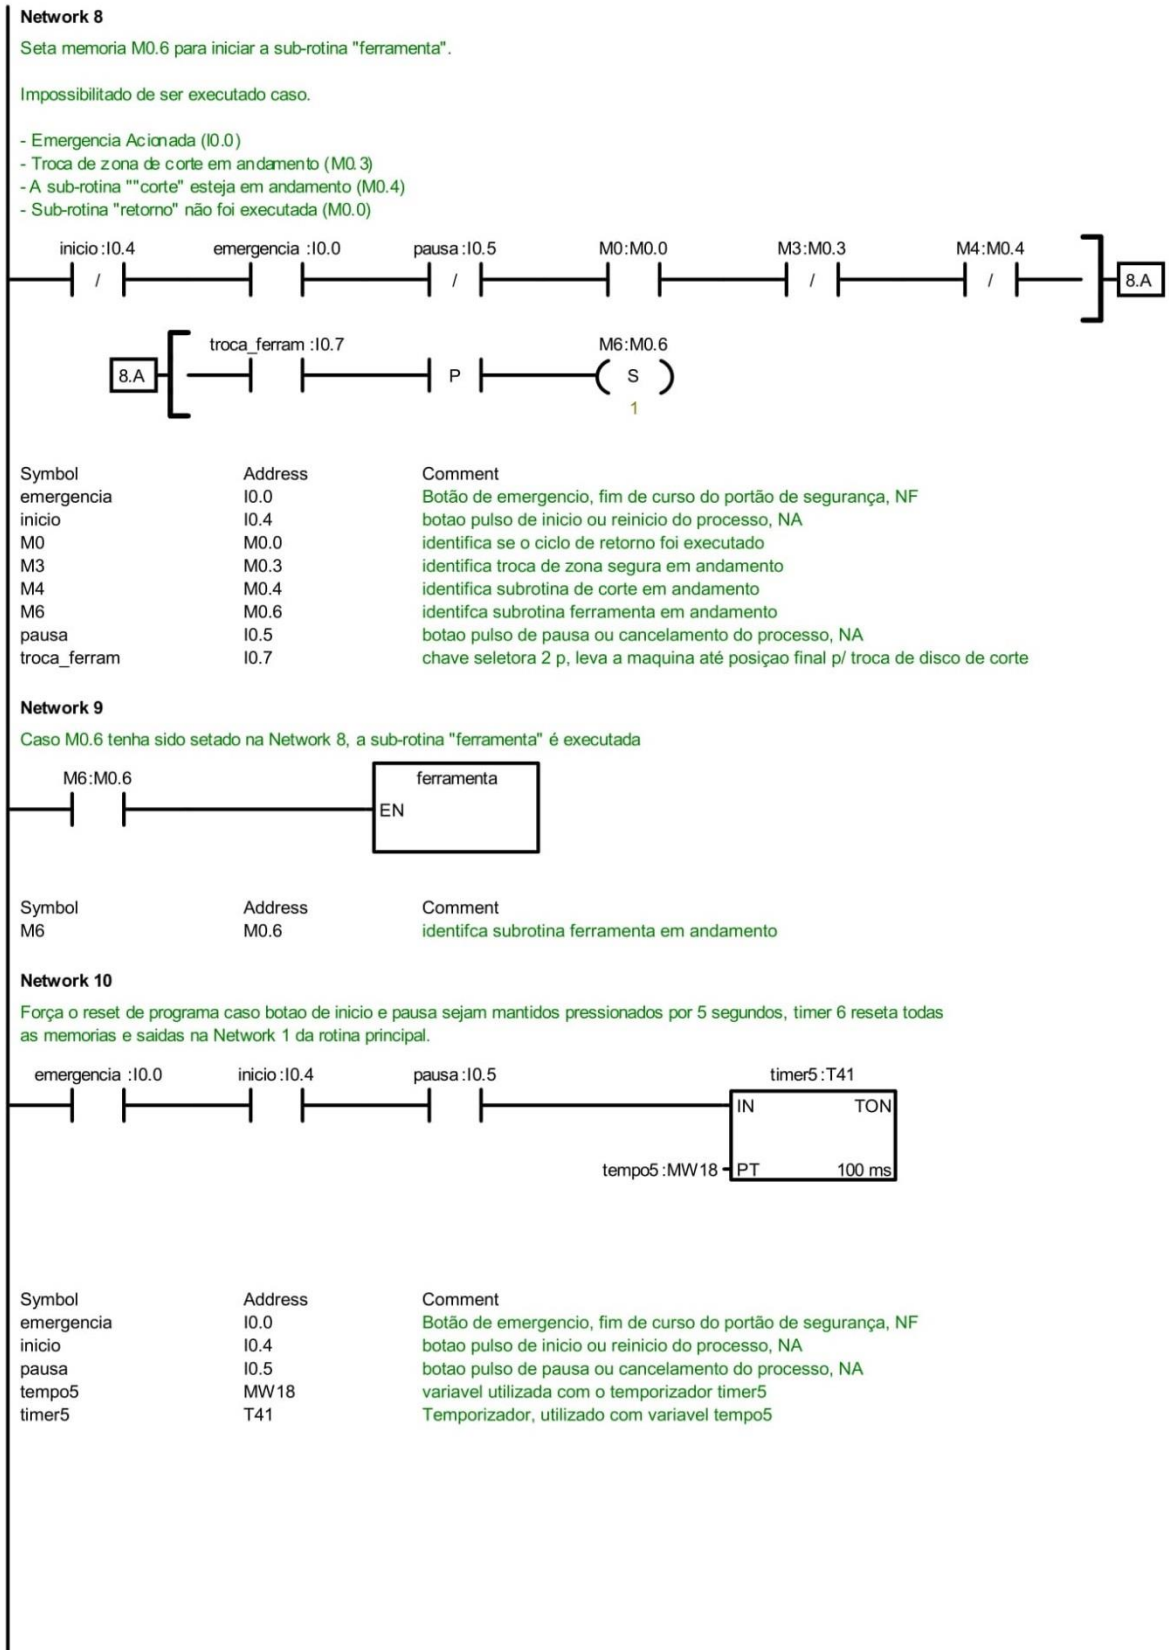 Network 8
Seta memoria M0.6 para iniciar a sub-rotina "ferramenta".
Impossibilitado de ser executado caso.
- Emergencia Acionada (I0.0)
- Troca de zona de corte em andamento (M0.3)
- A sub-rotina ""corte" esteja em andamento (M0.4)
- Sub-rotina "retorno" não foi executada (M0.0)
inicio:I0.4 emergencia :I0.0 pausa:I0.5 M0:M0.0 M3:M0.3 M4:M0.4
/ / / / 8.A
troca_ferram :I0.7 M6:M0.6
8.A P S
1
Symbol Address Comment
emergencia I0.0 Botão de emergencio, fim de curso do portão de segurança, NF
inicio I0.4 botao pulso de inicio ou reinicio do processo, NA
M0 M0.0 identifica se o ciclo de retorno foi executado
M3 M0.3 identifica troca de zona segura em andamento
M4 M0.4 identifica subrotina de corte em andamento
M6 M0.6 identifca subrotina ferramenta em andamento
pausa I0.5 botao pulso de pausa ou cancelamento do processo, NA
troca_ferram I0.7 chave seletora 2 p, leva a maquina até posiçao final p/ troca de disco de corte
Network 9
Caso M0.6 tenha sido setado na Network 8, a sub-rotina "ferramenta" é executada
M6:M0.6 ferramenta
EN
Symbol Address Comment
M6 M0.6 identifca subrotina ferramenta em andamento
Network 10
Força o reset de programa caso botao de inicio e pausa sejam mantidos pressionados por 5 segundos, timer 6 reseta todas
as memorias e saidas na Network 1 da rotina principal.
emergencia :I0.0 inicio:I0.4 pausa:I0.5 timer5:T41
IN TON
tempo5:MW18 PT 100 ms
Symbol Address Comment
emergencia I0.0 Botão de emergencio, fim de curso do portão de segurança, NF
inicio I0.4 botao pulso de inicio ou reinicio do processo, NA
pausa I0.5 botao pulso de pausa ou cancelamento do processo, NA
tempo5 MW18 variavel utilizada com o temporizador timer5
timer5 T41 Temporizador, utilizado com variavel tempo5